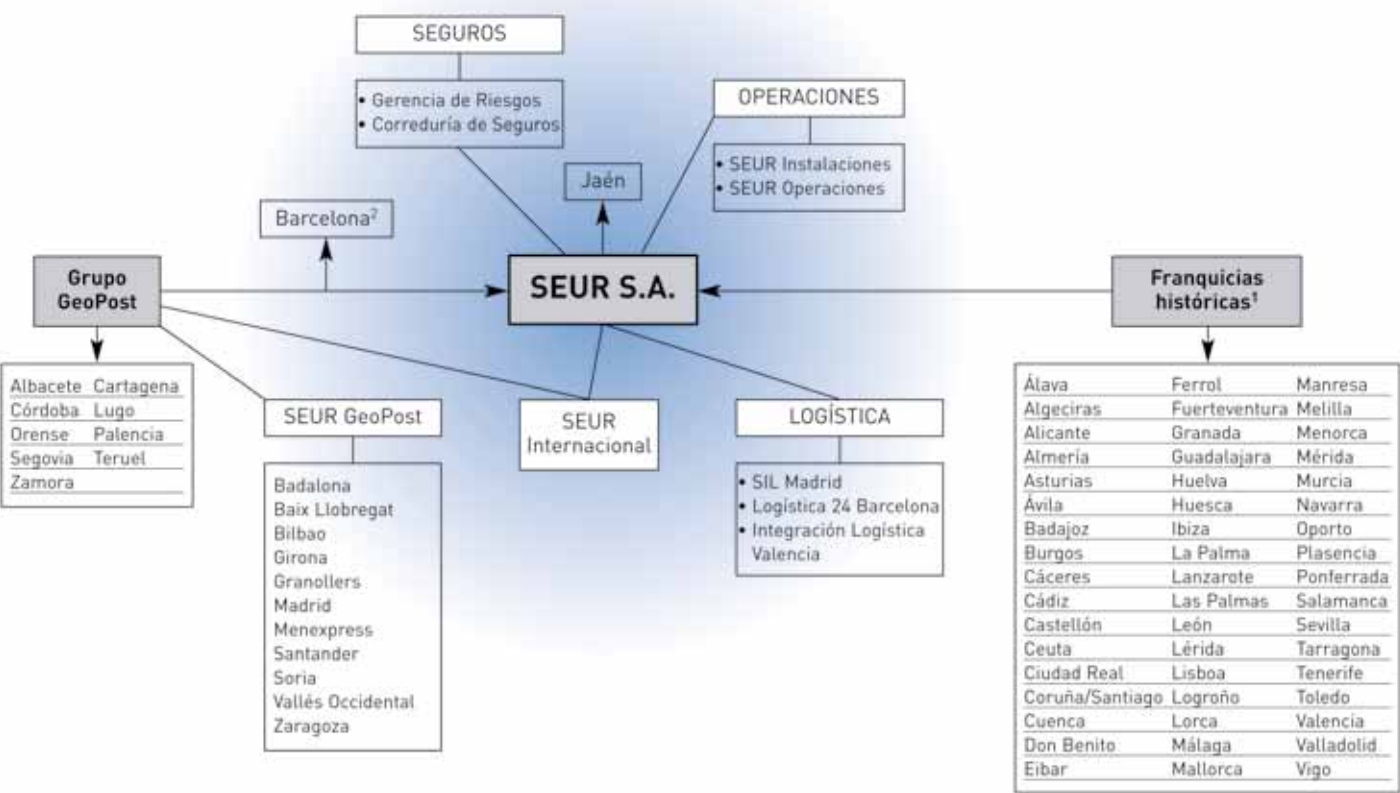 SEGUROS
• Gerencia de Riesgos
• Correduría de Seguros
OPERACIONES
• SEUR Instalaciones
• SEUR Operaciones
Jaén
Barcelona²
Grupo
GeoPost
SEUR S.A.
Franquicias
históricas¹
Albacete Cartagena
Córdoba Lugo
Orense Palencia
Segovia Teruel
Zamora
SEUR GeoPost
Badalona
Baix Llobregat
Bilbao
Girona
Granollers
Madrid
Menexpress
Santander
Soria
Vallés Occidental
Zaragoza
SEUR
Internacional
LOGÍSTICA
• SIL Madrid
• Logística 24 Barcelona
• Integración Logística
Valencia
Álava Ferrol Manresa
Algeciras Fuerteventura Melilla
Alicante Granada Menorca
Almería Guadalajara Mérida
Asturias Huelva Murcia
Ávila Huesca Navarra
Badajoz Ibiza Oporto
Burgos La Palma Plasencia
Cáceres Lanzarote Ponferrada
Cádiz Las Palmas Salamanca
Castellón León Sevilla
Ceuta Lérida Tarragona
Ciudad Real Lisboa Tenerife
Coruña/Santiago Logroño Toledo
Cuenca Lorca Valencia
Don Benito Málaga Valladolid
Eibar Mallorca Vigo